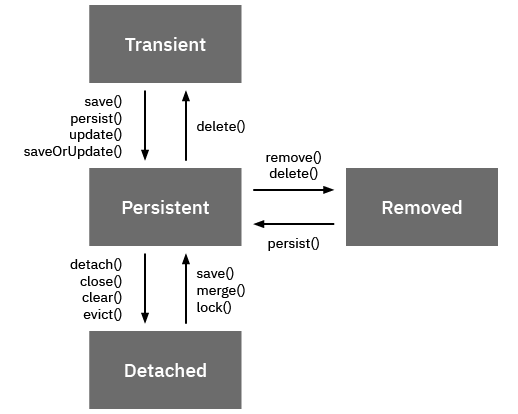 Transient
save()
persist()
update()
saveOrUpdate()
delete()
remove()
delete()
Persistent
Removed
persist()
detach()
close()
clear()
evict()
save()
merge()
lock()
Detached